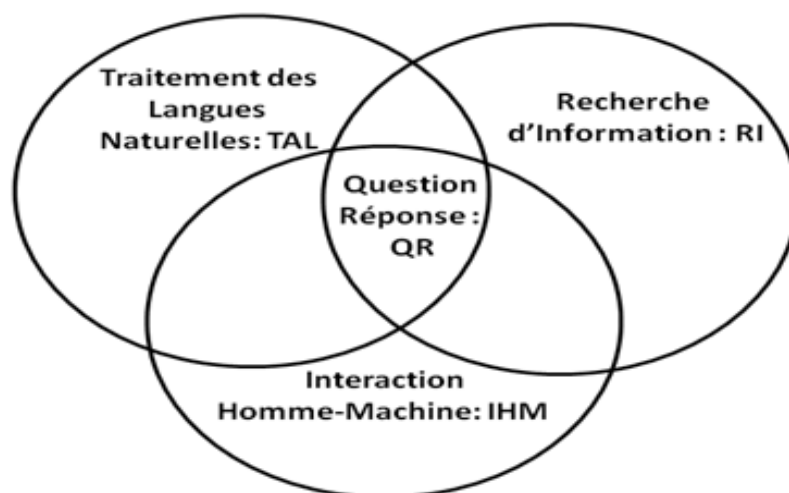 Traitement des
Langues
Naturelles: TAL
Recherche
d'Information : RI
Question
Réponse :
QR
Interaction
Homme-Machine: IHM